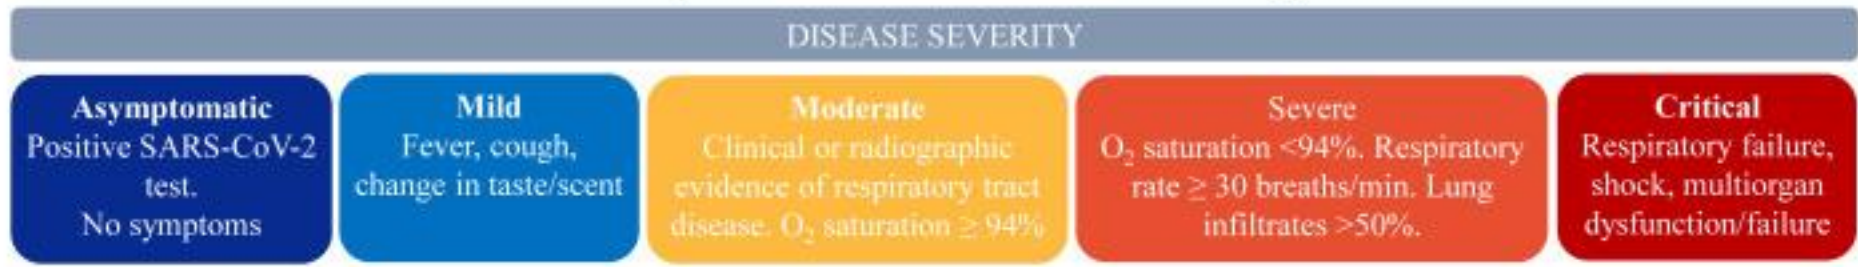 DISEASE SEVERITY
Asymptomatic
Positive SARS-CoV-2
test.
No symptoms
Mild
Fever, cough,
change in taste/scent
Moderate
Clinical or radiographic
evidence of respiratory tract
disease. O₂ saturation ≥ 94%
Severe
O₂ saturation <94%. Respiratory
rate ≥ 30 breaths/min. Lung
infiltrates >50%.
Critical
Respiratory failure,
shock, multiorgan
dysfunction/failure